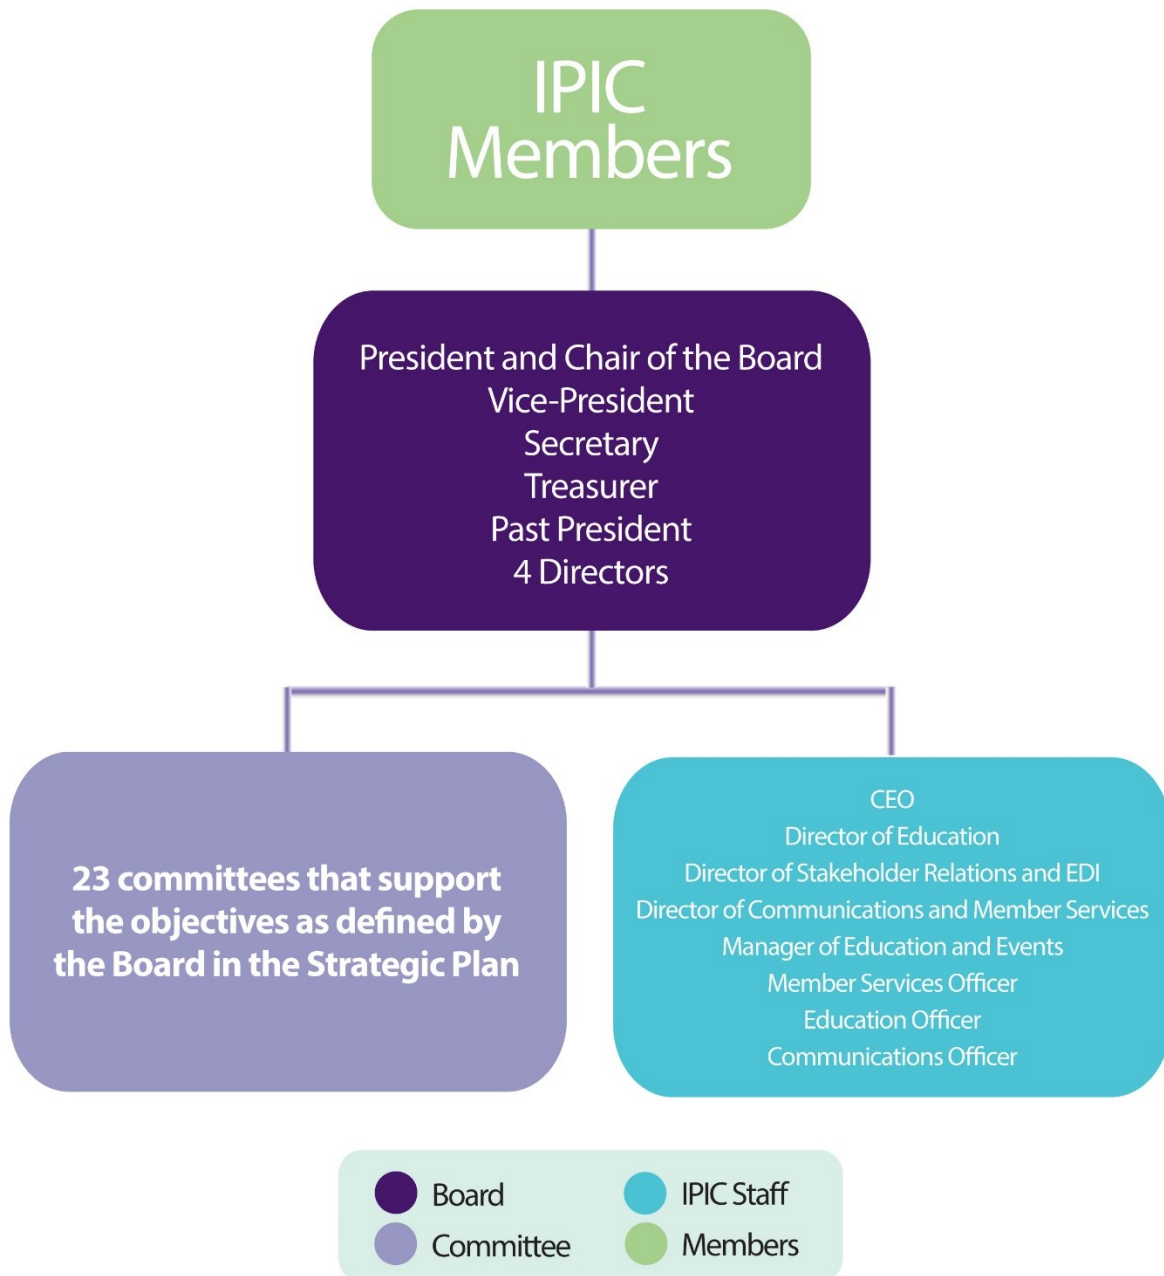 IPIC
Members
President and Chair of the Board
Vice-President
Secretary
Treasurer
Past President
4 Directors
23 committees that support
the objectives as defined by
the Board in the Strategic Plan
CEO
Director of Education
Director of Stakeholder Relations and EDI
Director of Communications and Member Services
Manager of Education and Events
Member Services Officer
Education Officer
Communications Officer
Board
IPIC Staff
Committee
Members